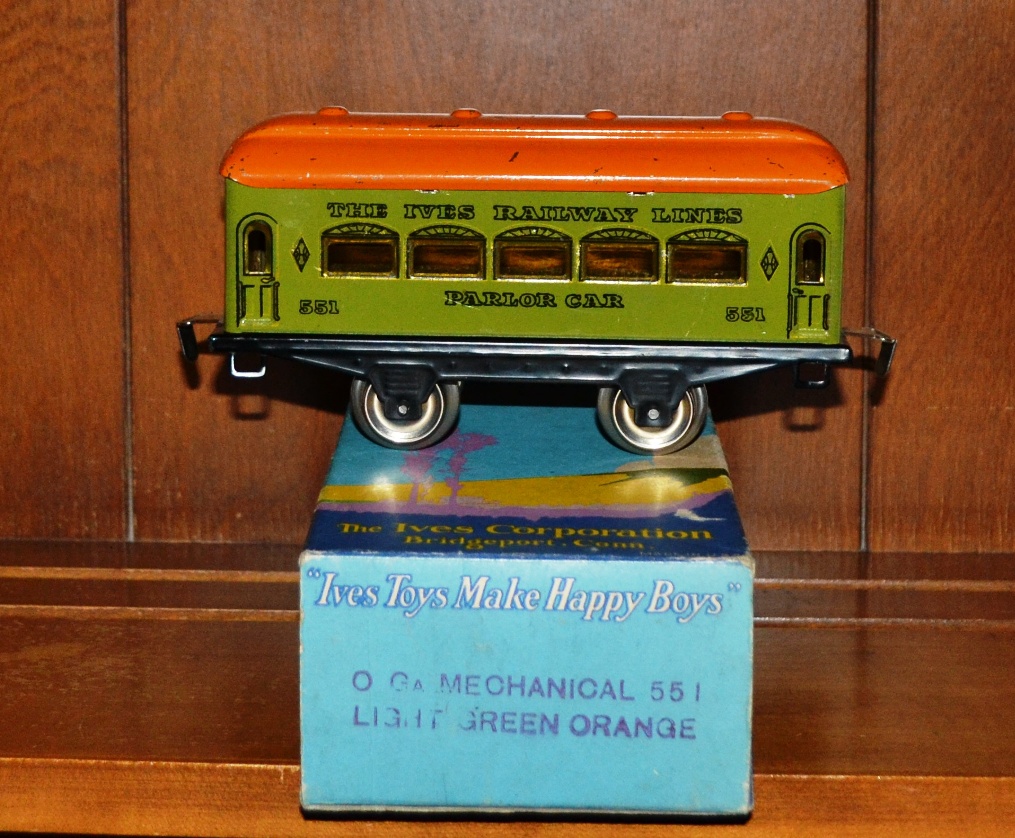 THE IVES RAILWAY LINES
551 PARLOR CAR 551
The Ives Corporation
Bridgeport, Conn.
"Ives Toys Make Happy Boys"
O GA MECHANICAL 551
LIGHT GREEN ORANGE